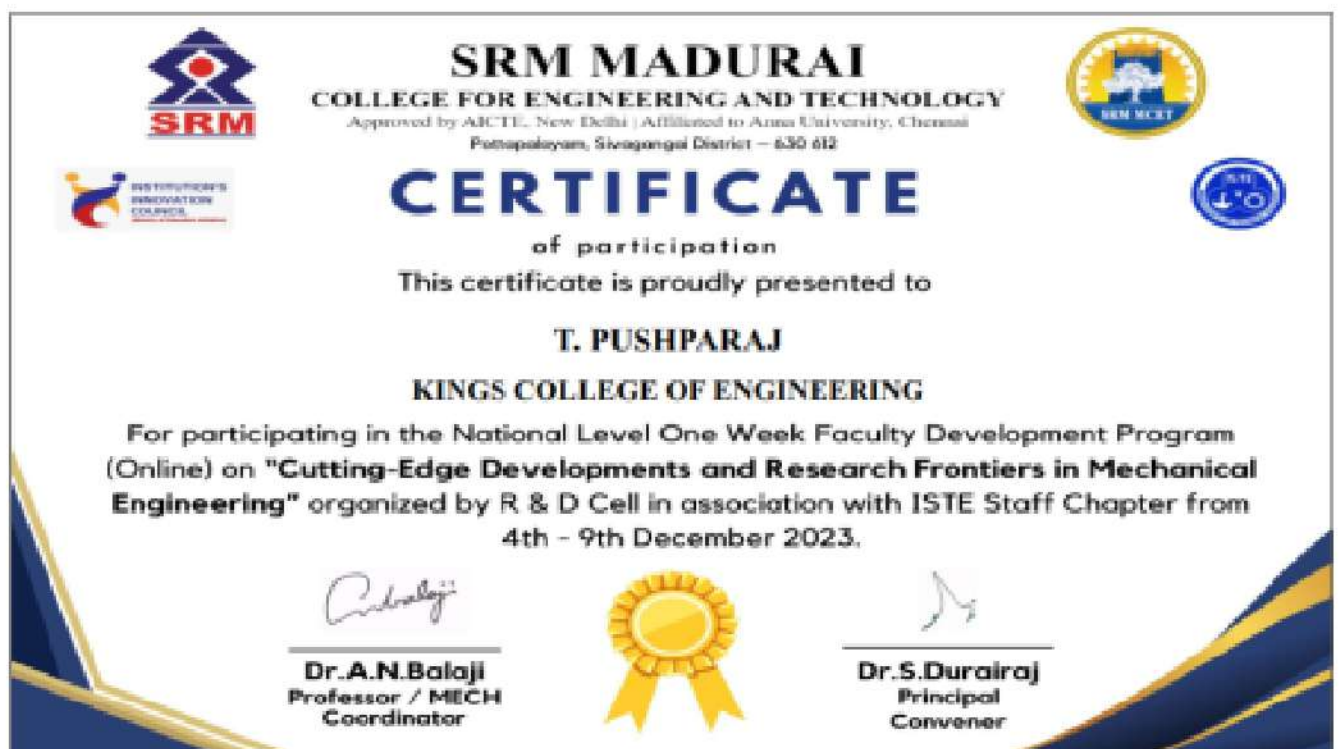 SRM MADURAI
COLLEGE FOR ENGINEERING AND TECHNOLOGY
Approved by AICTE, New Delhi | Affiliated to Anna University, Chennai
Pottapalayam, Sivagangai District – 630 612
SRM
SRM MCET
INSTITUTION'S
INNOVATION
COUNCIL
ISTE
CERTIFICATE
of participation
This certificate is proudly presented to
T. PUSHPARAJ
KINGS COLLEGE OF ENGINEERING
For participating in the National Level One Week Faculty Development Program
(Online) on "Cutting-Edge Developments and Research Frontiers in Mechanical
Engineering" organized by R & D Cell in association with ISTE Staff Chapter from
4th - 9th December 2023.
Dr.A.N.Balaji
Professor / MECH
Coordinator
Dr.S.Durairaj
Principal
Convener